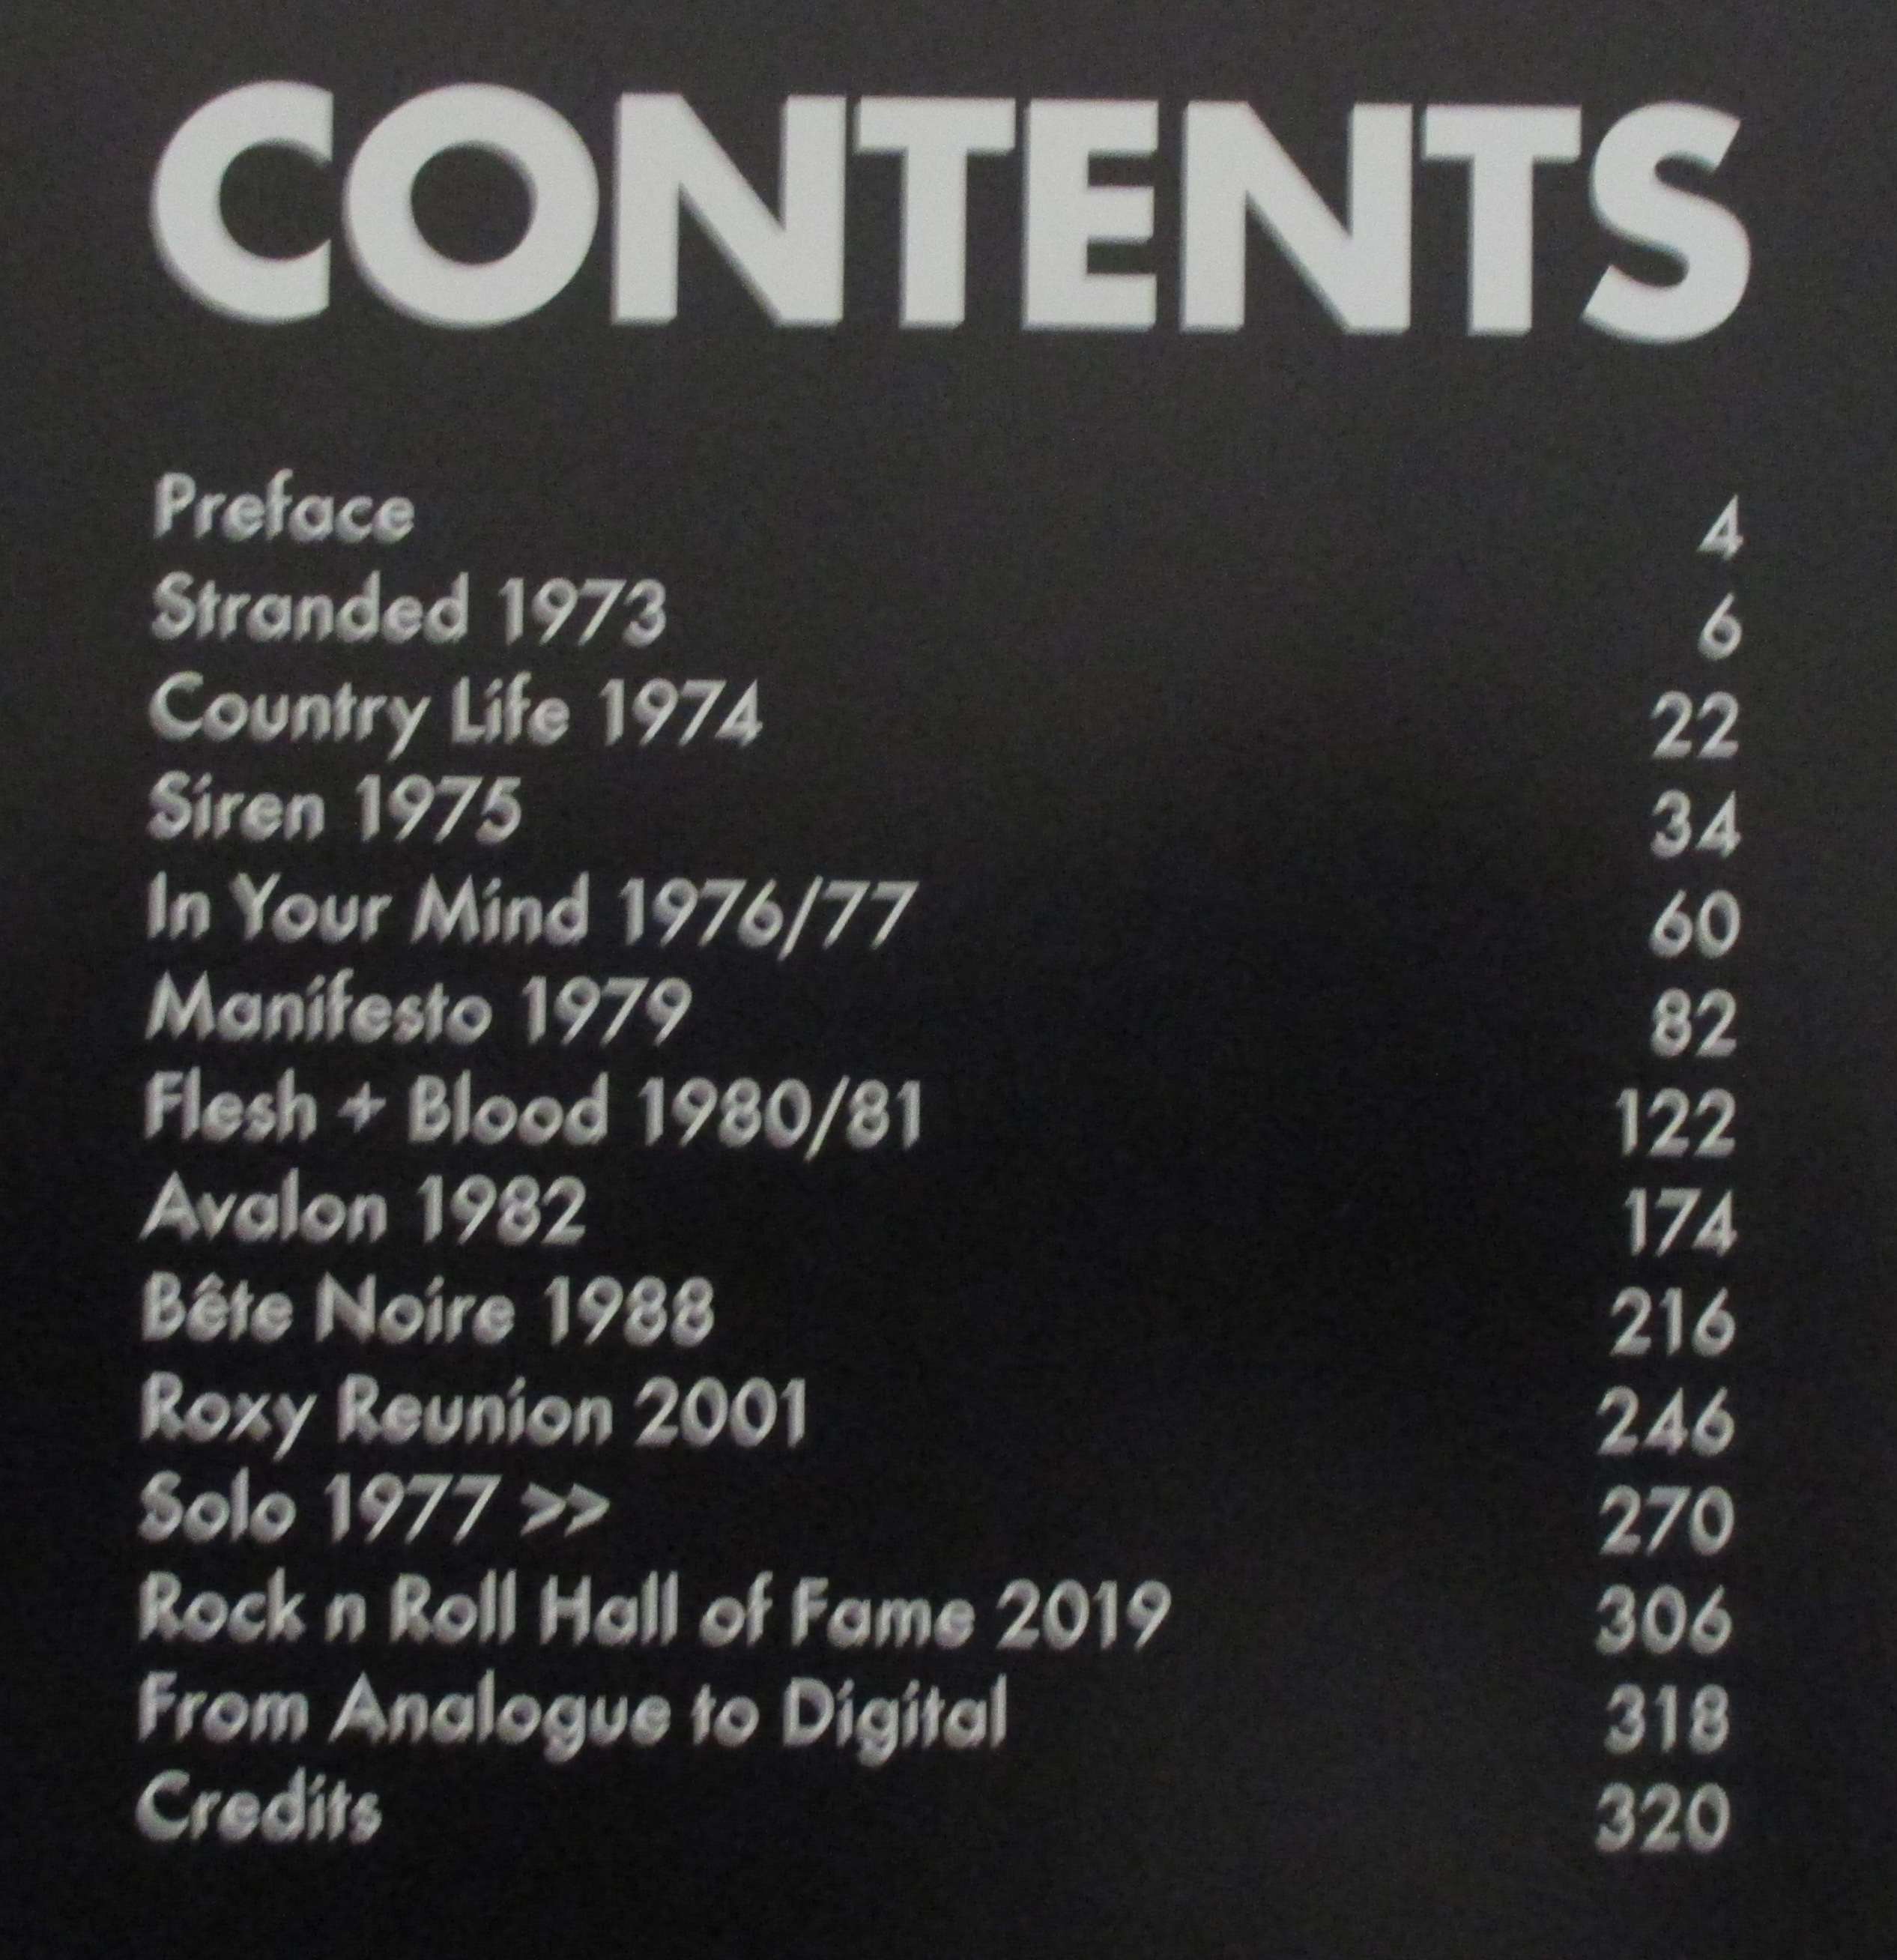 CONTENTS
Preface 4
Stranded 1973 6
Country Life 1974 22
Siren 1975 34
In Your Mind 1976/77 60
Manifesto 1979 82
Flesh + Blood 1980/81 122
Avalon 1982 174
Bête Noire 1988 216
Roxy Reunion 2001 246
Solo 1977 >> 270
Rock n Roll Hall of Fame 2019 306
From Analogue to Digital 318
Credits 320